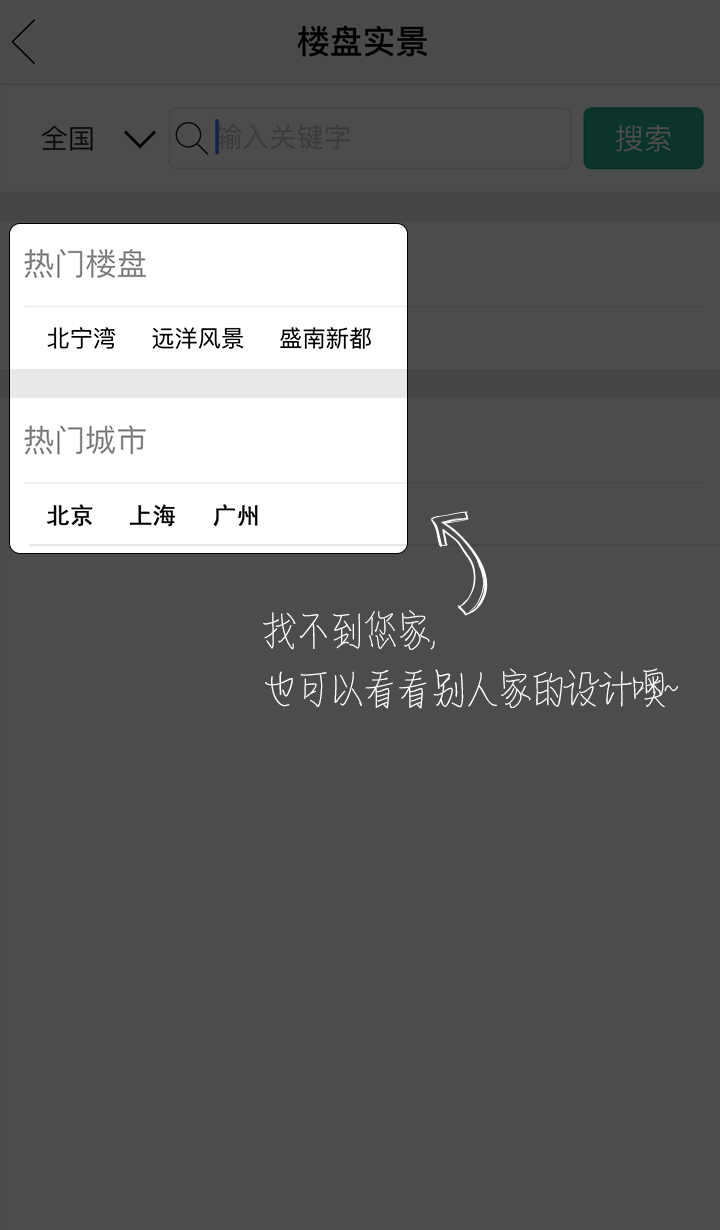 楼盘实景
全国 输入关键字 搜索
热门楼盘
北宁湾 远洋风景 盛南新都
热门城市
北京 上海 广州
找不到您家,
也可以看看别人家的设计噢~